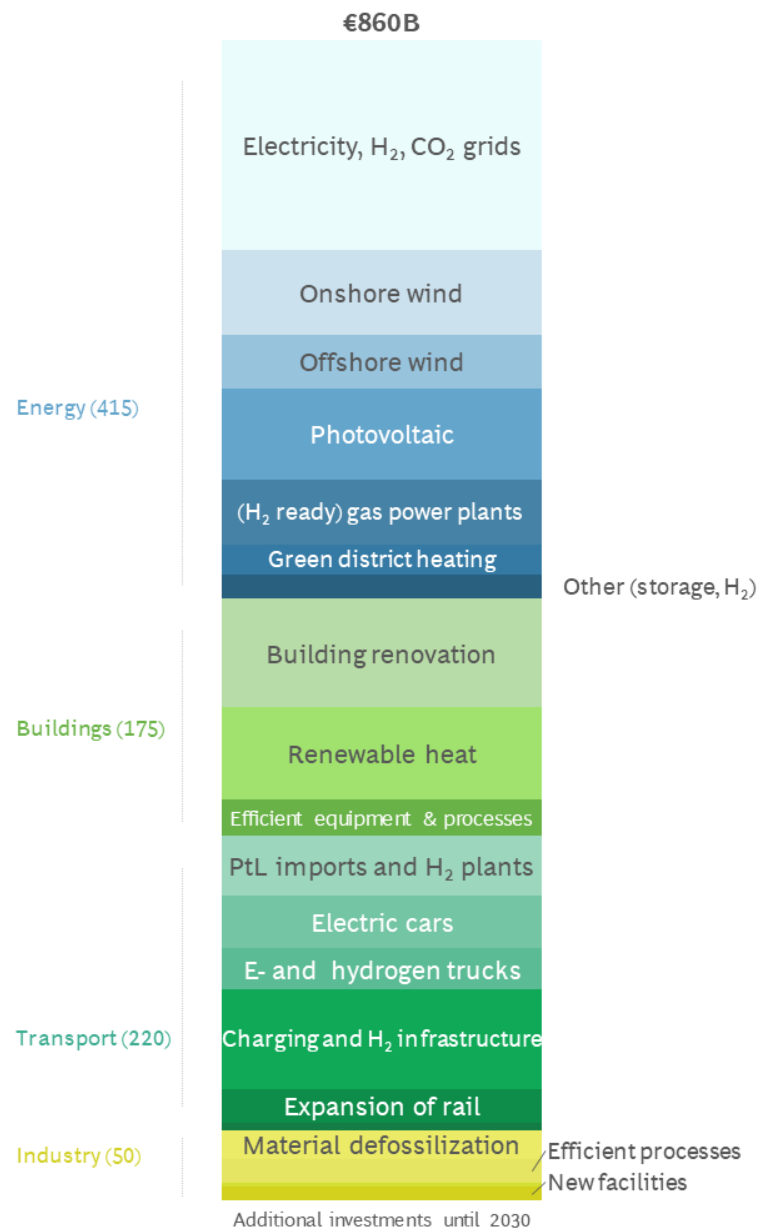 €860B
Electricity, H₂, CO₂ grids
Onshore wind
Offshore wind
Energy (415)
Photovoltaic
(H₂ ready) gas power plants
Green district heating
Other (storage, H₂)
Building renovation
Buildings (175)
Renewable heat
Efficient equipment & processes
PtL imports and H₂ plants
Electric cars
E- and hydrogen trucks
Transport (220)
Charging and H₂ infrastructure
Expansion of rail
Material defossilization
Industry (50)
Efficient processes
New facilities
Additional investments until 2030